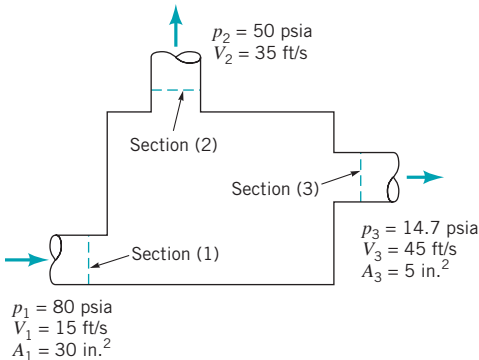 p₂ = 50 psia
V₂ = 35 ft/s
Section (2)
Section (3)
p₃ = 14.7 psia
V₃ = 45 ft/s
A₃ = 5 in.²
Section (1)
p₁ = 80 psia
V₁ = 15 ft/s
A₁ = 30 in.²